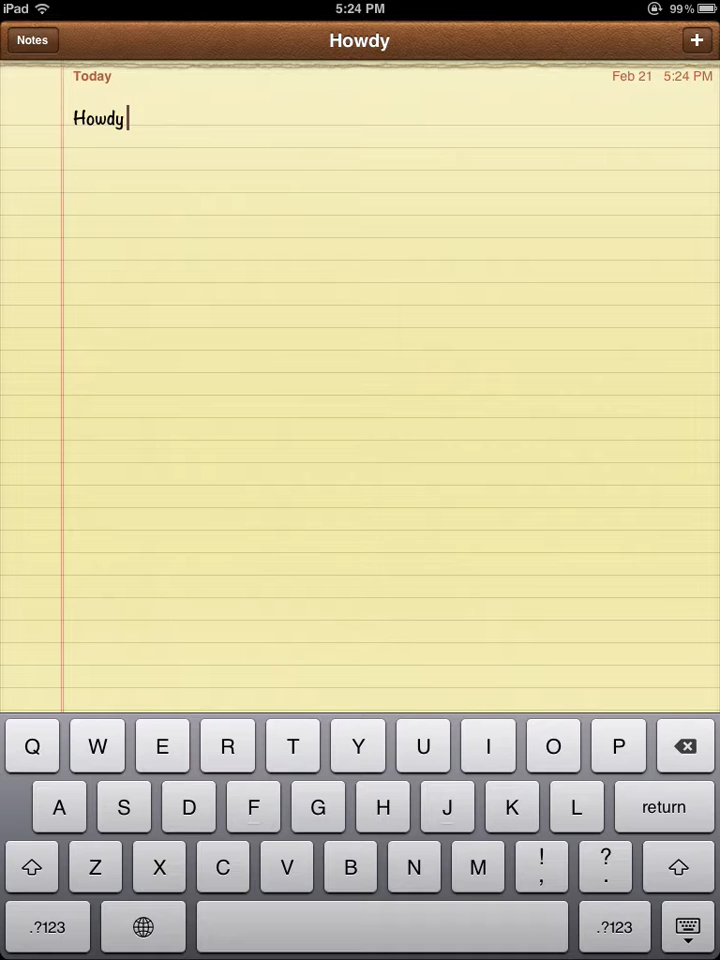 iPad 5:24 PM 99%
Notes Howdy +
Today Feb 21 5:24 PM
Howdy
Q W E R T Y U I O P
A S D F G H J K L return
Z X C V B N M ! , ? .
.?123 .?123